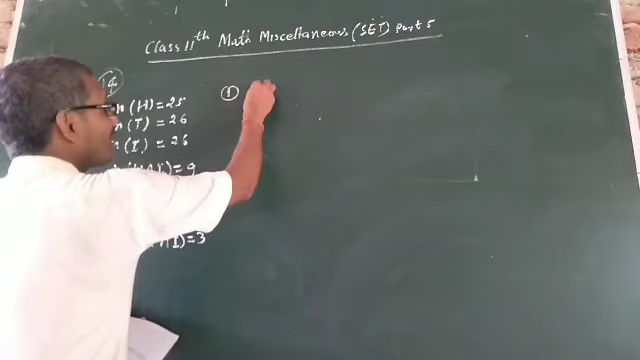 Class 11th Math Miscellaneous (SET) Part 5
n(H) = 25
n(T) = 26
n(I) = 26
= 9
①
I) = 3